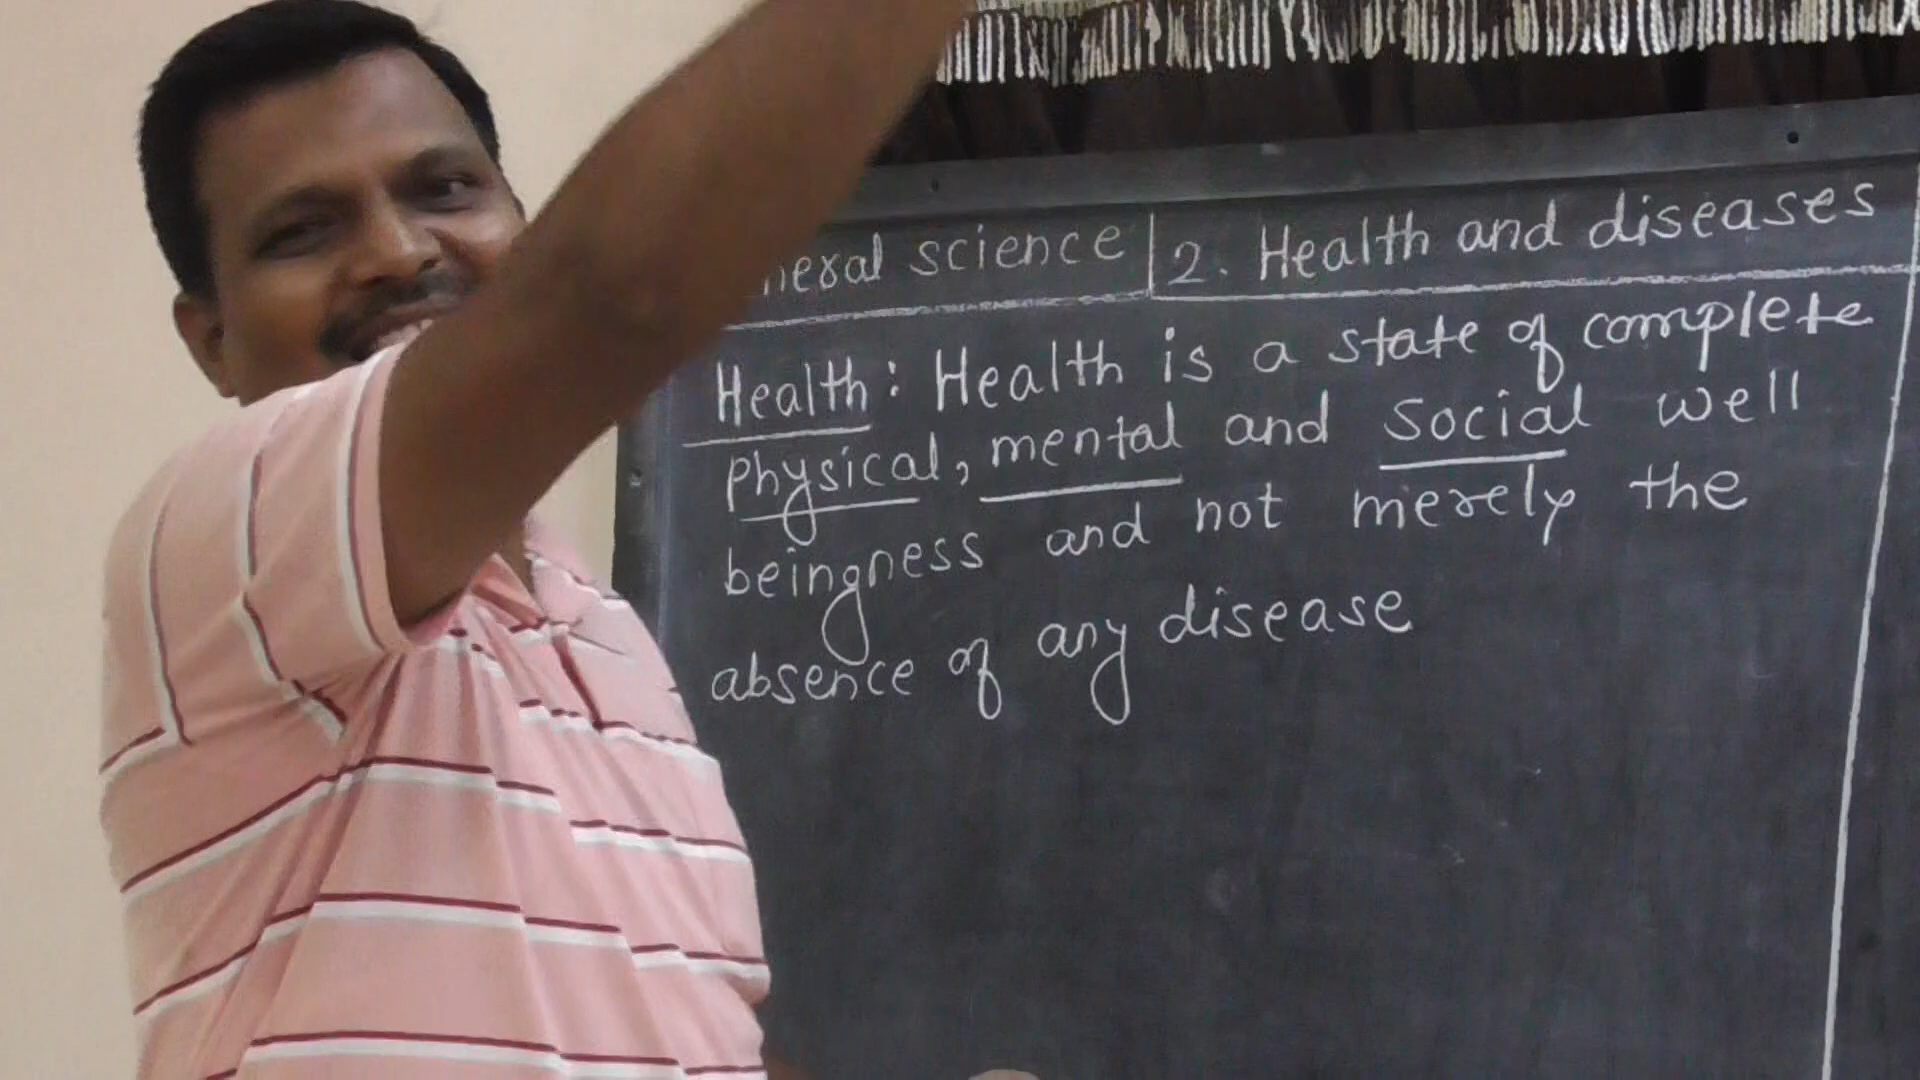 neral science | 2. Health and diseases
Health: Health is a state of complete
physical, mental and social well
beingness and not merely the
absence of any disease